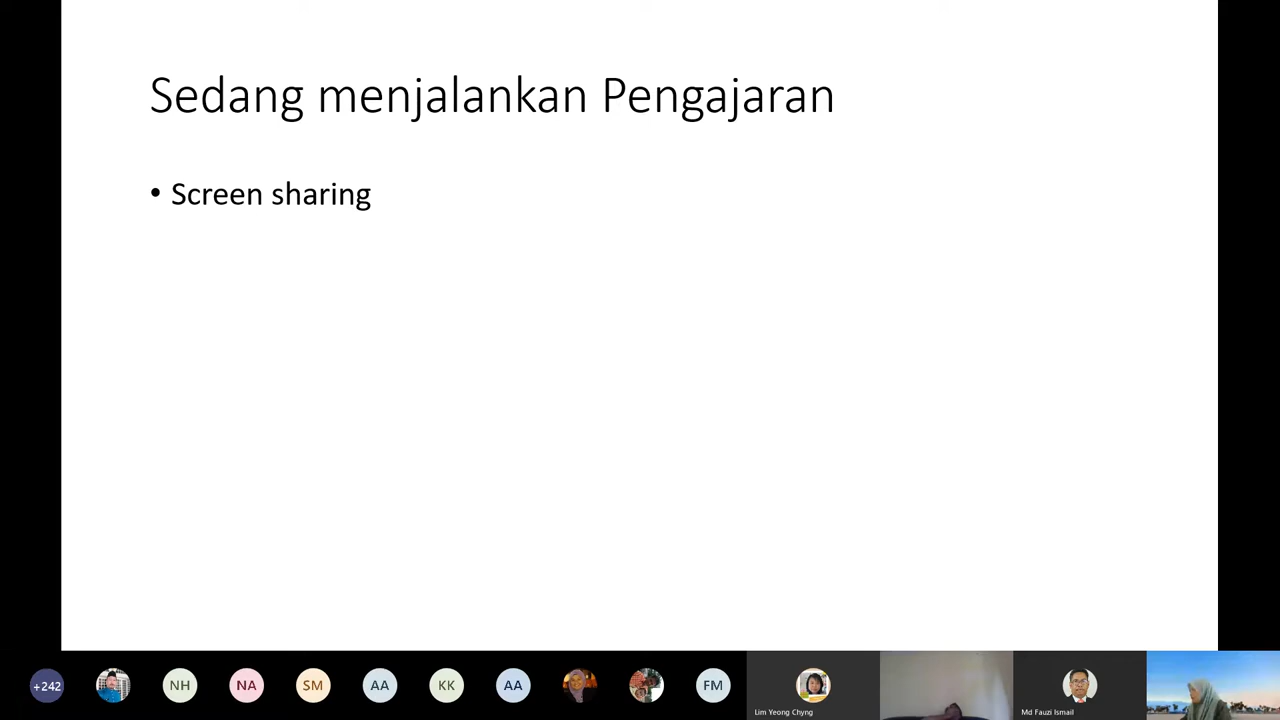 Sedang menjalankan Pengajaran
• Screen sharing
+242
NH
NA
SM
AA
KK
AA
FM
Lim Yeong Chyng
Md Fauzi Ismail